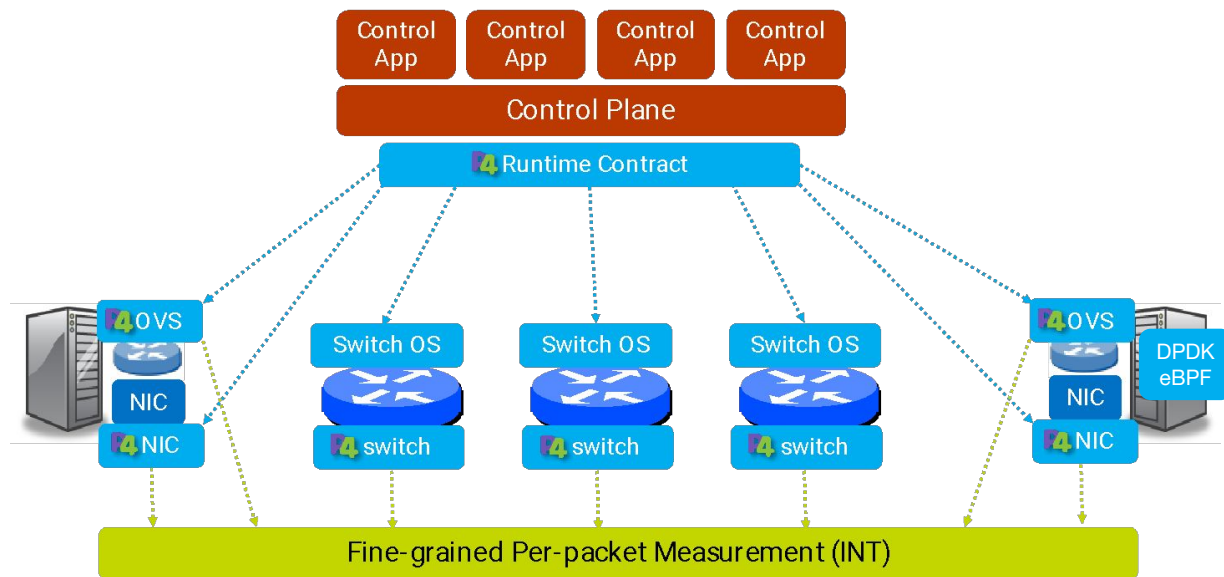 Control
App
Control
App
Control
App
Control
App
Control Plane
P4 Runtime Contract
P4 OVS
NIC
P4 NIC
Switch OS
P4 switch
Switch OS
P4 switch
Switch OS
P4 switch
P4 OVS
DPDK
eBPF
NIC
P4 NIC
Fine-grained Per-packet Measurement (INT)